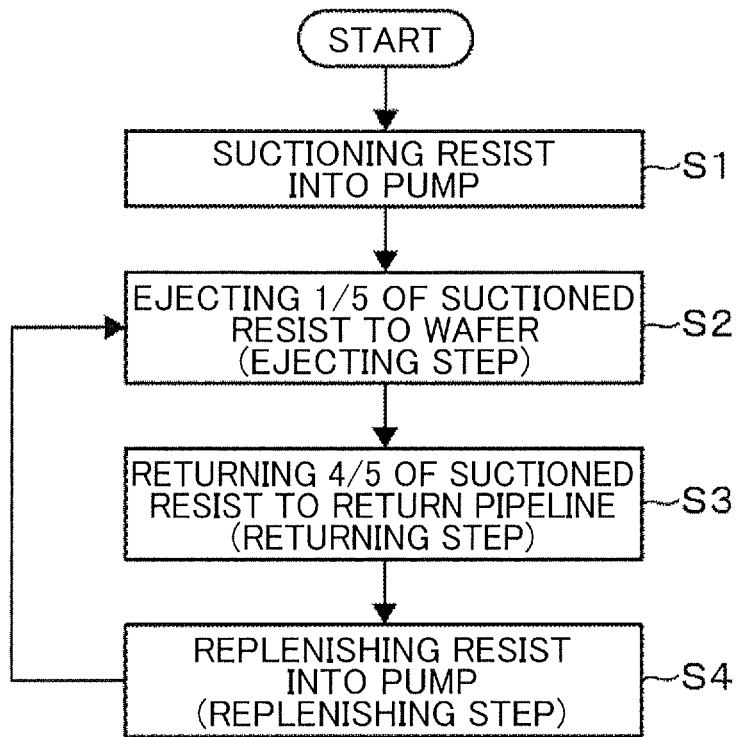 START
SUCTIONING RESIST
INTO PUMP
S1
EJECTING 1/5 OF SUCTIONED
RESIST TO WAFER
(EJECTING STEP)
S2
RETURNING 4/5 OF SUCTIONED
RESIST TO RETURN PIPELINE
(RETURNING STEP)
S3
REPLENISHING RESIST
INTO PUMP
(REPLENISHING STEP)
S4